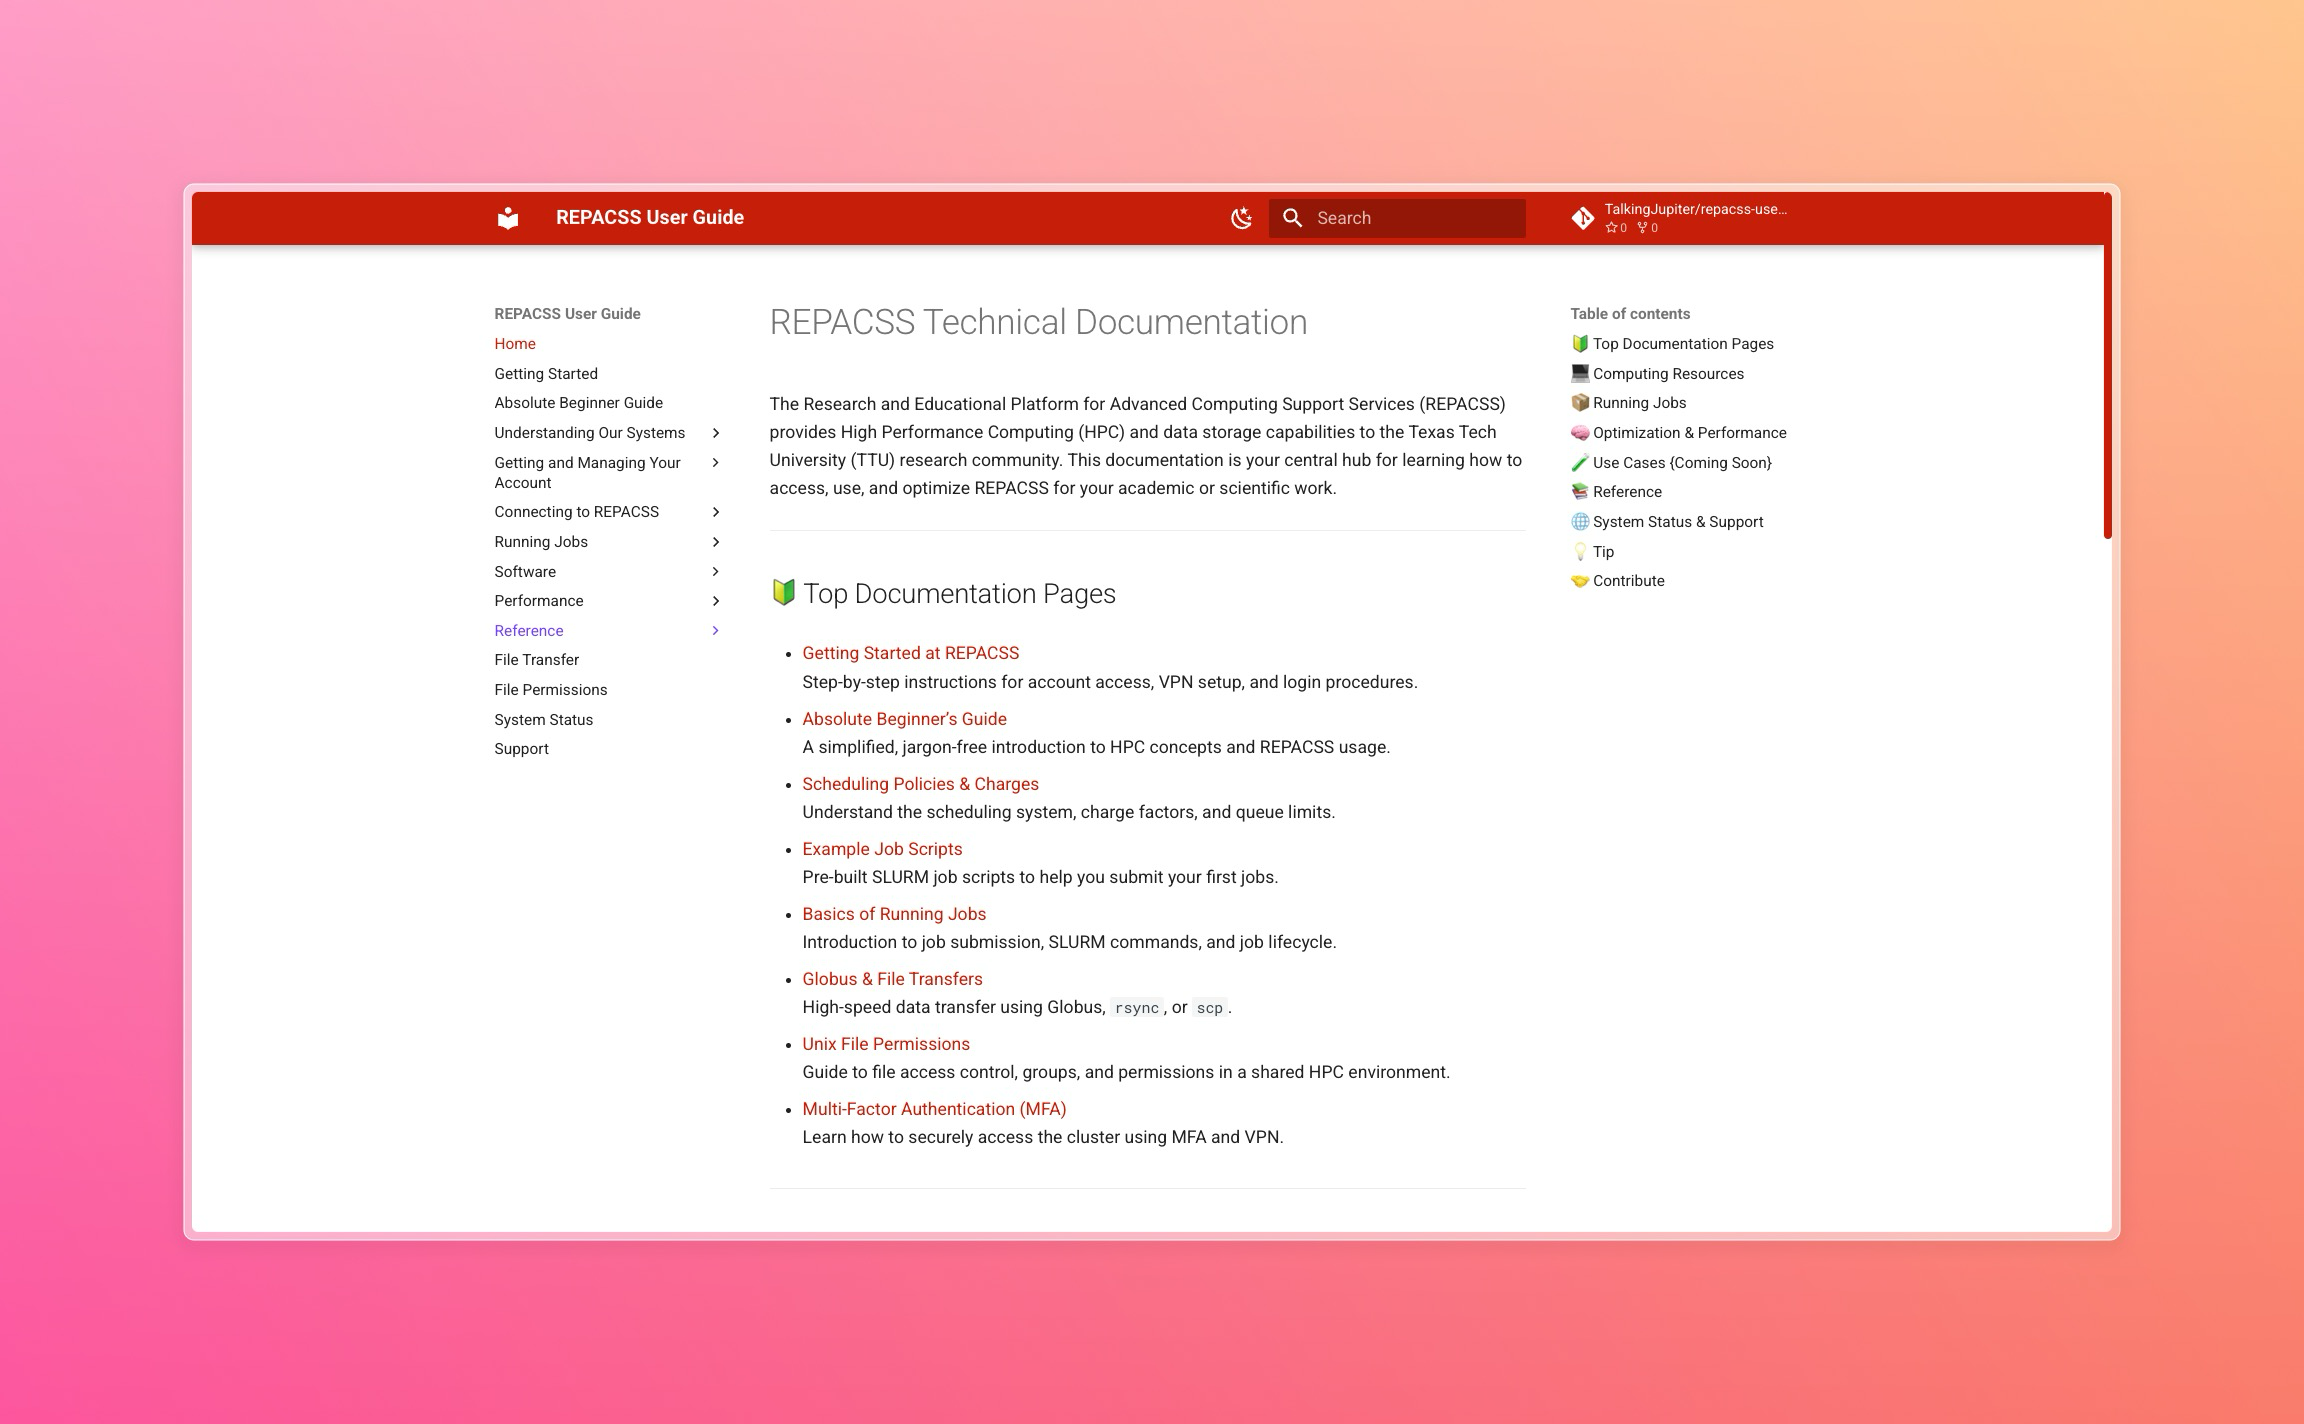 REPACSS User Guide
Search
TalkingJupiter/repacss-use...
0 0
REPACSS User Guide
Home
Getting Started
Absolute Beginner Guide
Understanding Our Systems
Getting and Managing Your
Account
Connecting to REPACSS
Running Jobs
Software
Performance
Reference
File Transfer
File Permissions
System Status
Support
REPACSS Technical Documentation
The Research and Educational Platform for Advanced Computing Support Services (REPACSS)
provides High Performance Computing (HPC) and data storage capabilities to the Texas Tech
University (TTU) research community. This documentation is your central hub for learning how to
access, use, and optimize REPACSS for your academic or scientific work.
Top Documentation Pages
• Getting Started at REPACSS
Step-by-step instructions for account access, VPN setup, and login procedures.
• Absolute Beginner’s Guide
A simplified, jargon-free introduction to HPC concepts and REPACSS usage.
• Scheduling Policies & Charges
Understand the scheduling system, charge factors, and queue limits.
• Example Job Scripts
Pre-built SLURM job scripts to help you submit your first jobs.
• Basics of Running Jobs
Introduction to job submission, SLURM commands, and job lifecycle.
• Globus & File Transfers
High-speed data transfer using Globus, rsync, or scp.
• Unix File Permissions
Guide to file access control, groups, and permissions in a shared HPC environment.
• Multi-Factor Authentication (MFA)
Learn how to securely access the cluster using MFA and VPN.
Table of contents
Top Documentation Pages
Computing Resources
Running Jobs
Optimization & Performance
Use Cases {Coming Soon}
Reference
System Status & Support
Tip
Contribute